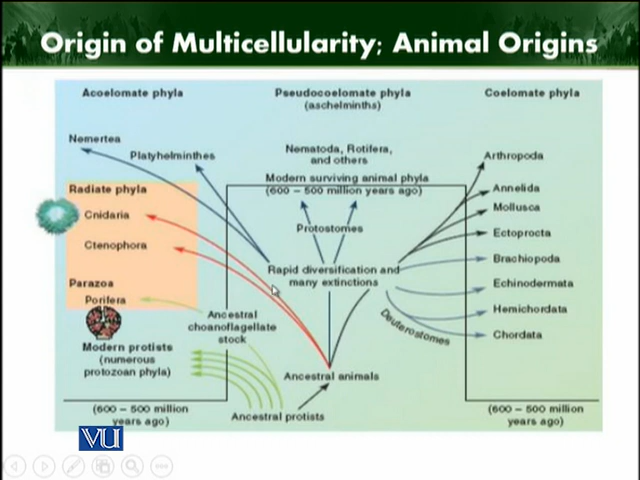 Origin of Multicellularity; Animal Origins
Acoelomate phyla
Pseudocoelomate phyla
(aschelminths)
Coelomate phyla
Nemertea
Platyhelminthes
Nematoda, Rotifera,
and others
Arthropoda
Modern surviving animal phyla
(600 – 500 million years ago)
Radiate phyla
Annelida
Cnidaria
Mollusca
Protostomes
Ectoprocta
Ctenophora
Brachiopoda
Rapid diversification and
many extinctions
Parazoa
Echinodermata
Porifera
Ancestral
choanoflagellate
stock
Hemichordata
Deuterostomes
Chordata
Modern protists
(numerous
protozoan phyla)
Ancestral animals
(600 – 500 million
years ago)
Ancestral protists
(600 – 500 million
years ago)
VU